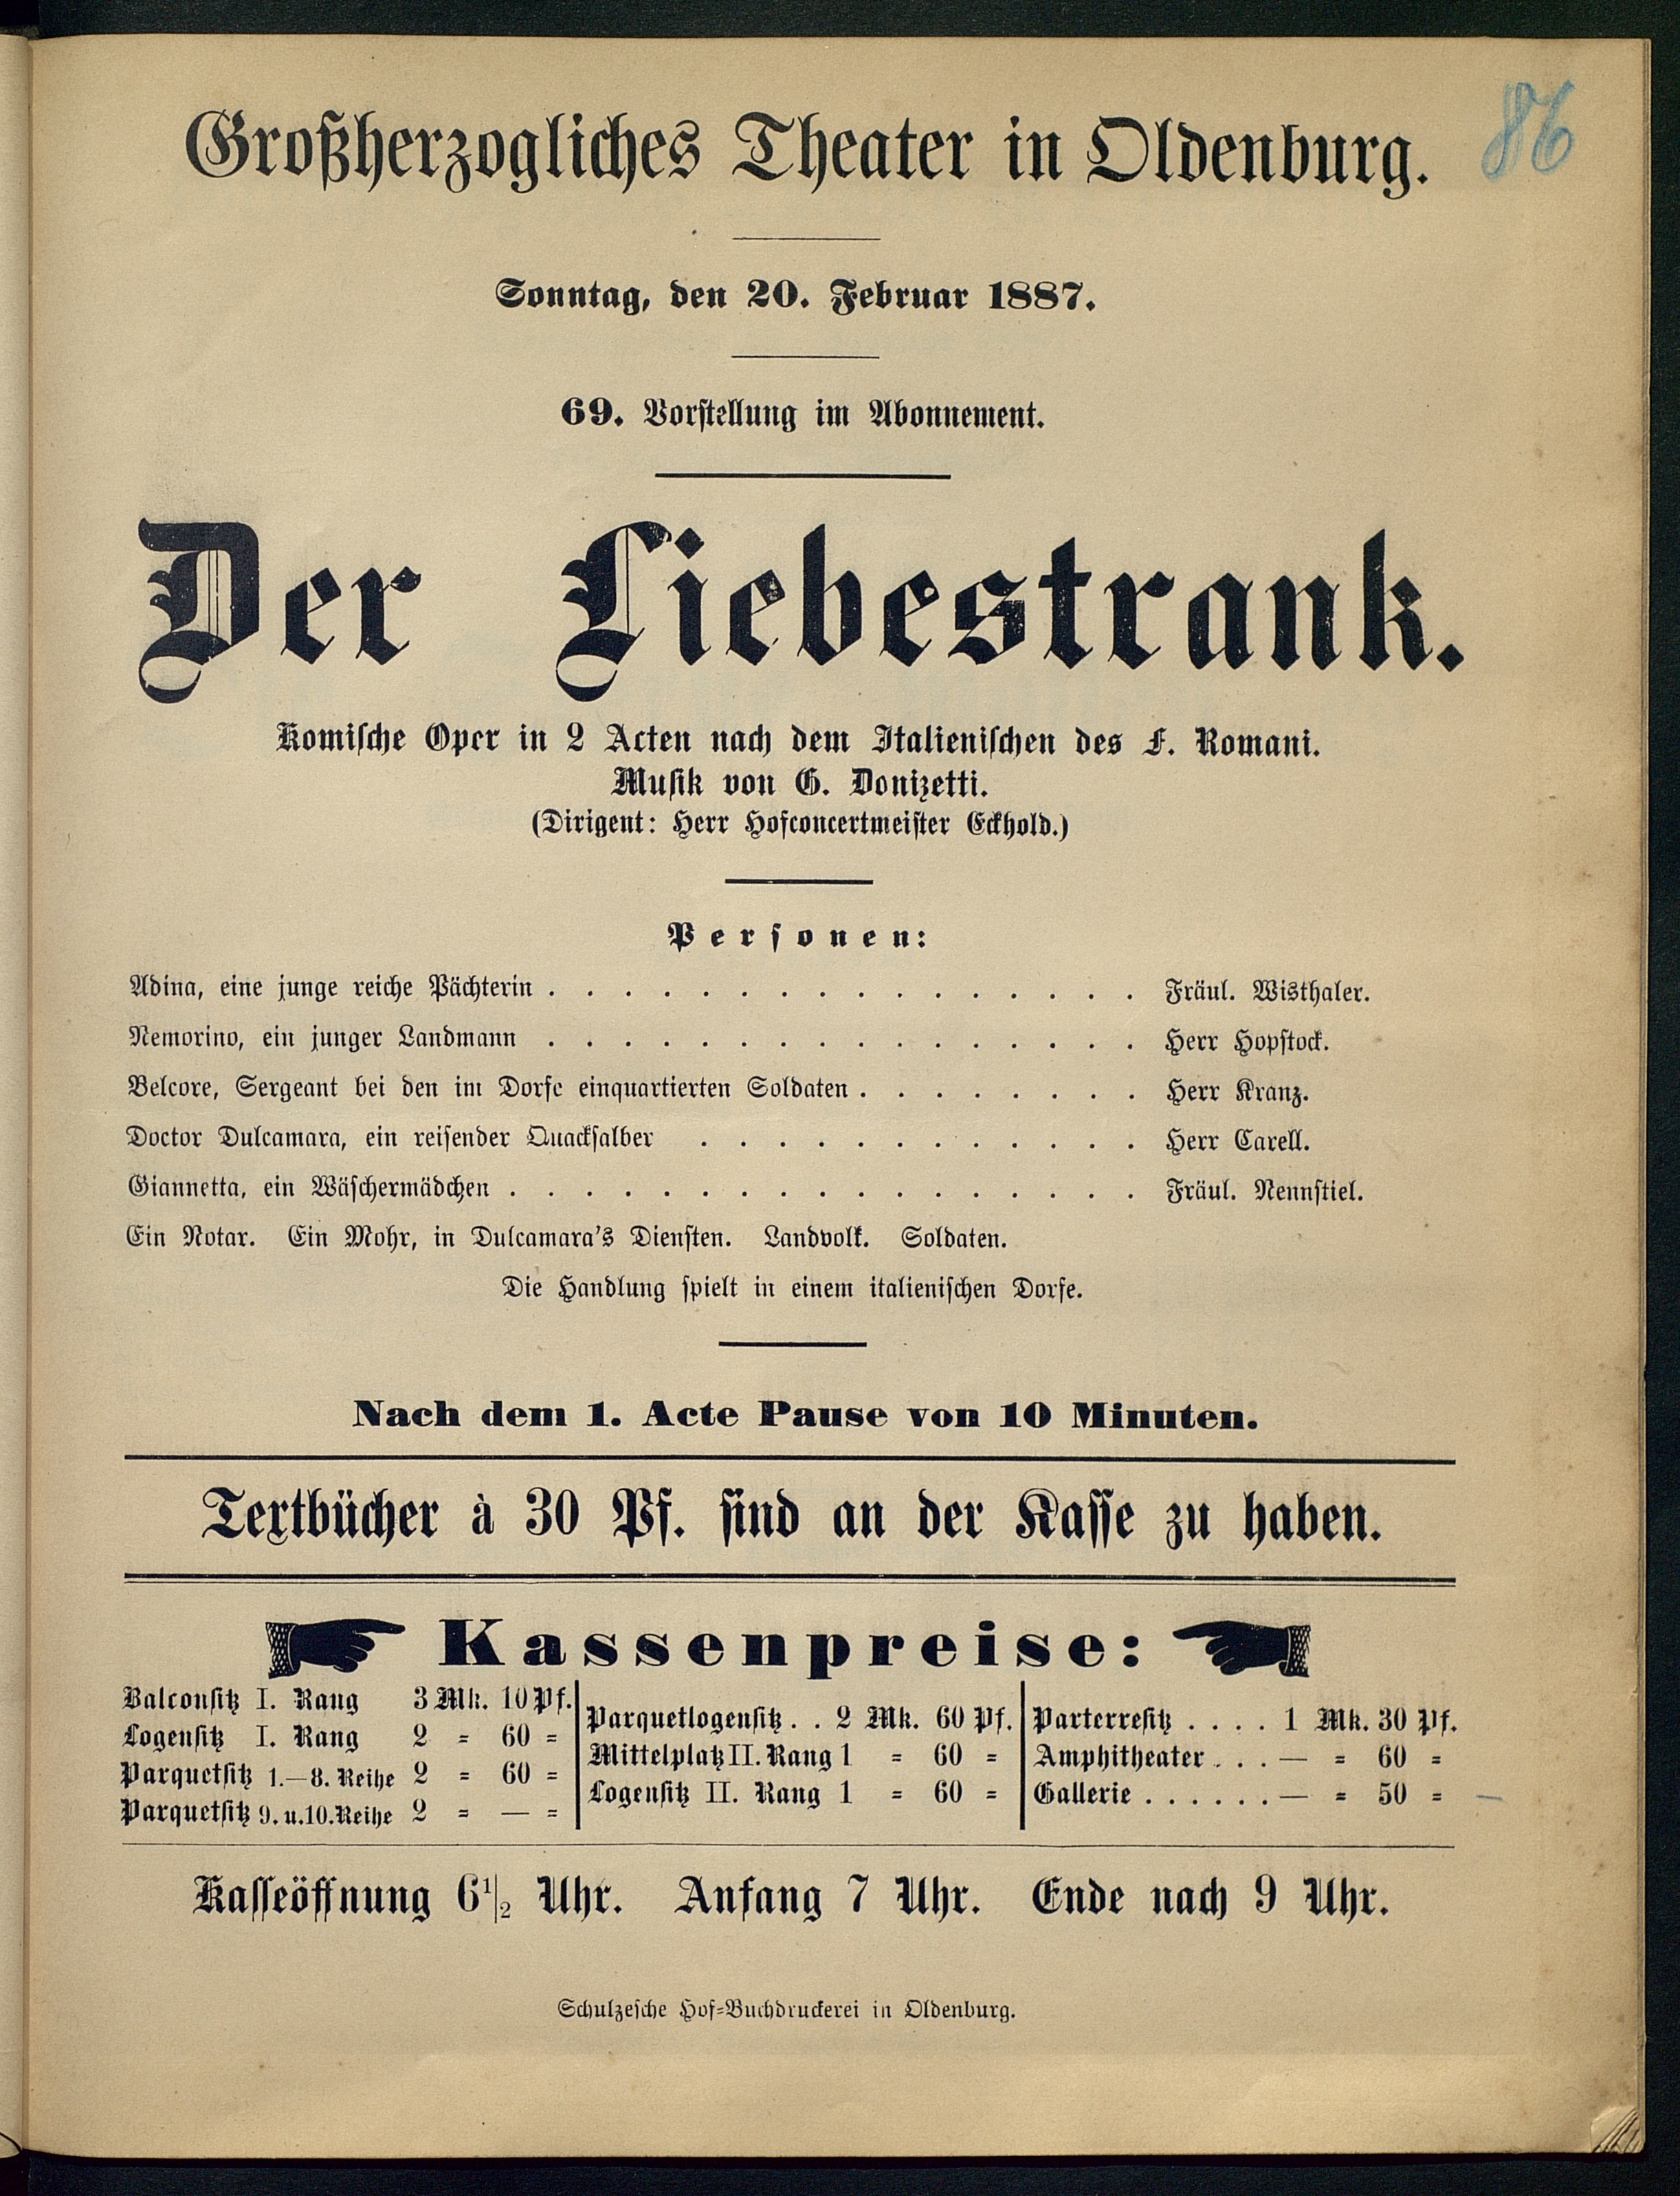 86
Großherzogliches Theater in Oldenburg.
Sonntag, den 20. Februar 1887.
69. Vorstellung im Abonnement.
Der Liebestrank.
Komische Oper in 2 Acten nach dem Italienischen des F. Romani.
Musik von G. Donizetti.
(Dirigent: Herr Hofconcertmeister Eckhold.)
Personen:
Adina, eine junge reiche Pächterin . . . . . . . . . . . . . . . . Fräul. Wisthaler.
Nemorino, ein junger Landmann . . . . . . . . . . . . . . . . Herr Hopstock.
Belcore, Sergeant bei den im Dorfe einquartierten Soldaten . . . . . . . . Herr Kranz.
Doctor Dulcamara, ein reisender Quacksalber . . . . . . . . . . . . Herr Carell.
Giannetta, ein Wäschermädchen . . . . . . . . . . . . . . . . . Fräul. Nennstiel.
Ein Notar. Ein Mohr, in Dulcamara's Diensten. Landvolk. Soldaten.
Die Handlung spielt in einem italienischen Dorfe.
Nach dem 1. Acte Pause von 10 Minuten.
Textbücher à 30 Pf. sind an der Kasse zu haben.
Kassenpreise:
Balconsitz I. Rang 3 Mk. 10 Pf.
Logensitz I. Rang 2 = 60 =
Parquetsitz 1.—8. Reihe 2 = 60 =
Parquetsitz 9. u. 10. Reihe 2 = — =
Parquetlogensitz . . 2 Mk. 60 Pf.
Mittelplatz II. Rang 1 = 60 =
Logensitz II. Rang 1 = 60 =
Parterresitz . . . . 1 Mk. 30 Pf.
Amphitheater . . . — = 60 =
Gallerie . . . . . . — = 50 =
Kasseöffnung 6½ Uhr. Anfang 7 Uhr. Ende nach 9 Uhr.
Schulzesche Hof=Buchdruckerei in Oldenburg.